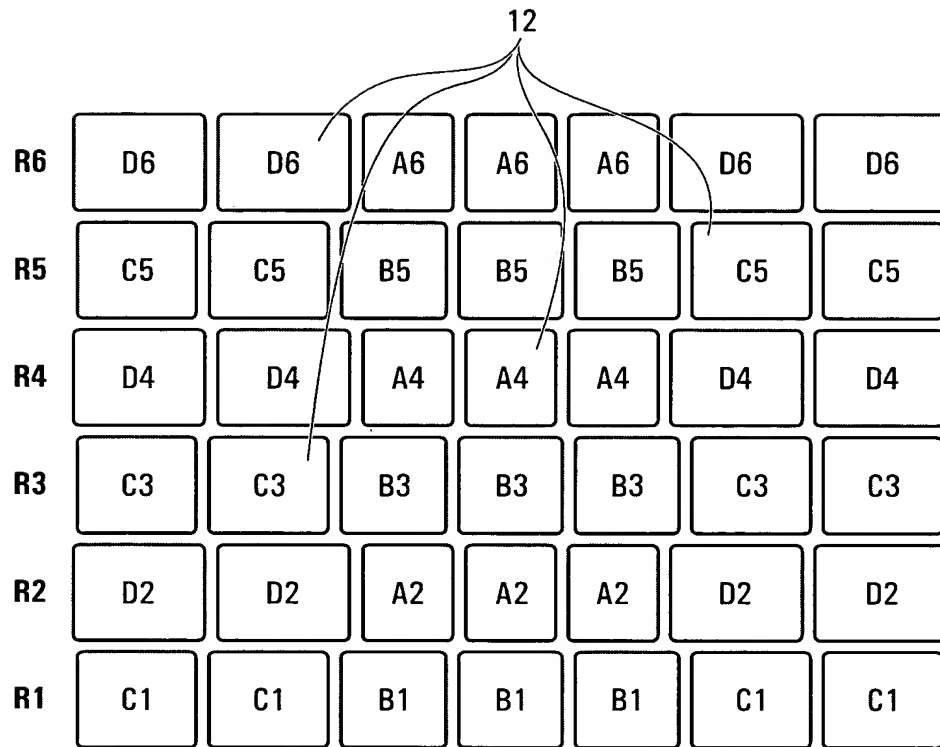 12
R6 D6 D6 A6 A6 A6 D6 D6
R5 C5 C5 B5 B5 B5 C5 C5
R4 D4 D4 A4 A4 A4 D4 D4
R3 C3 C3 B3 B3 B3 C3 C3
R2 D2 D2 A2 A2 A2 D2 D2
R1 C1 C1 B1 B1 B1 C1 C1